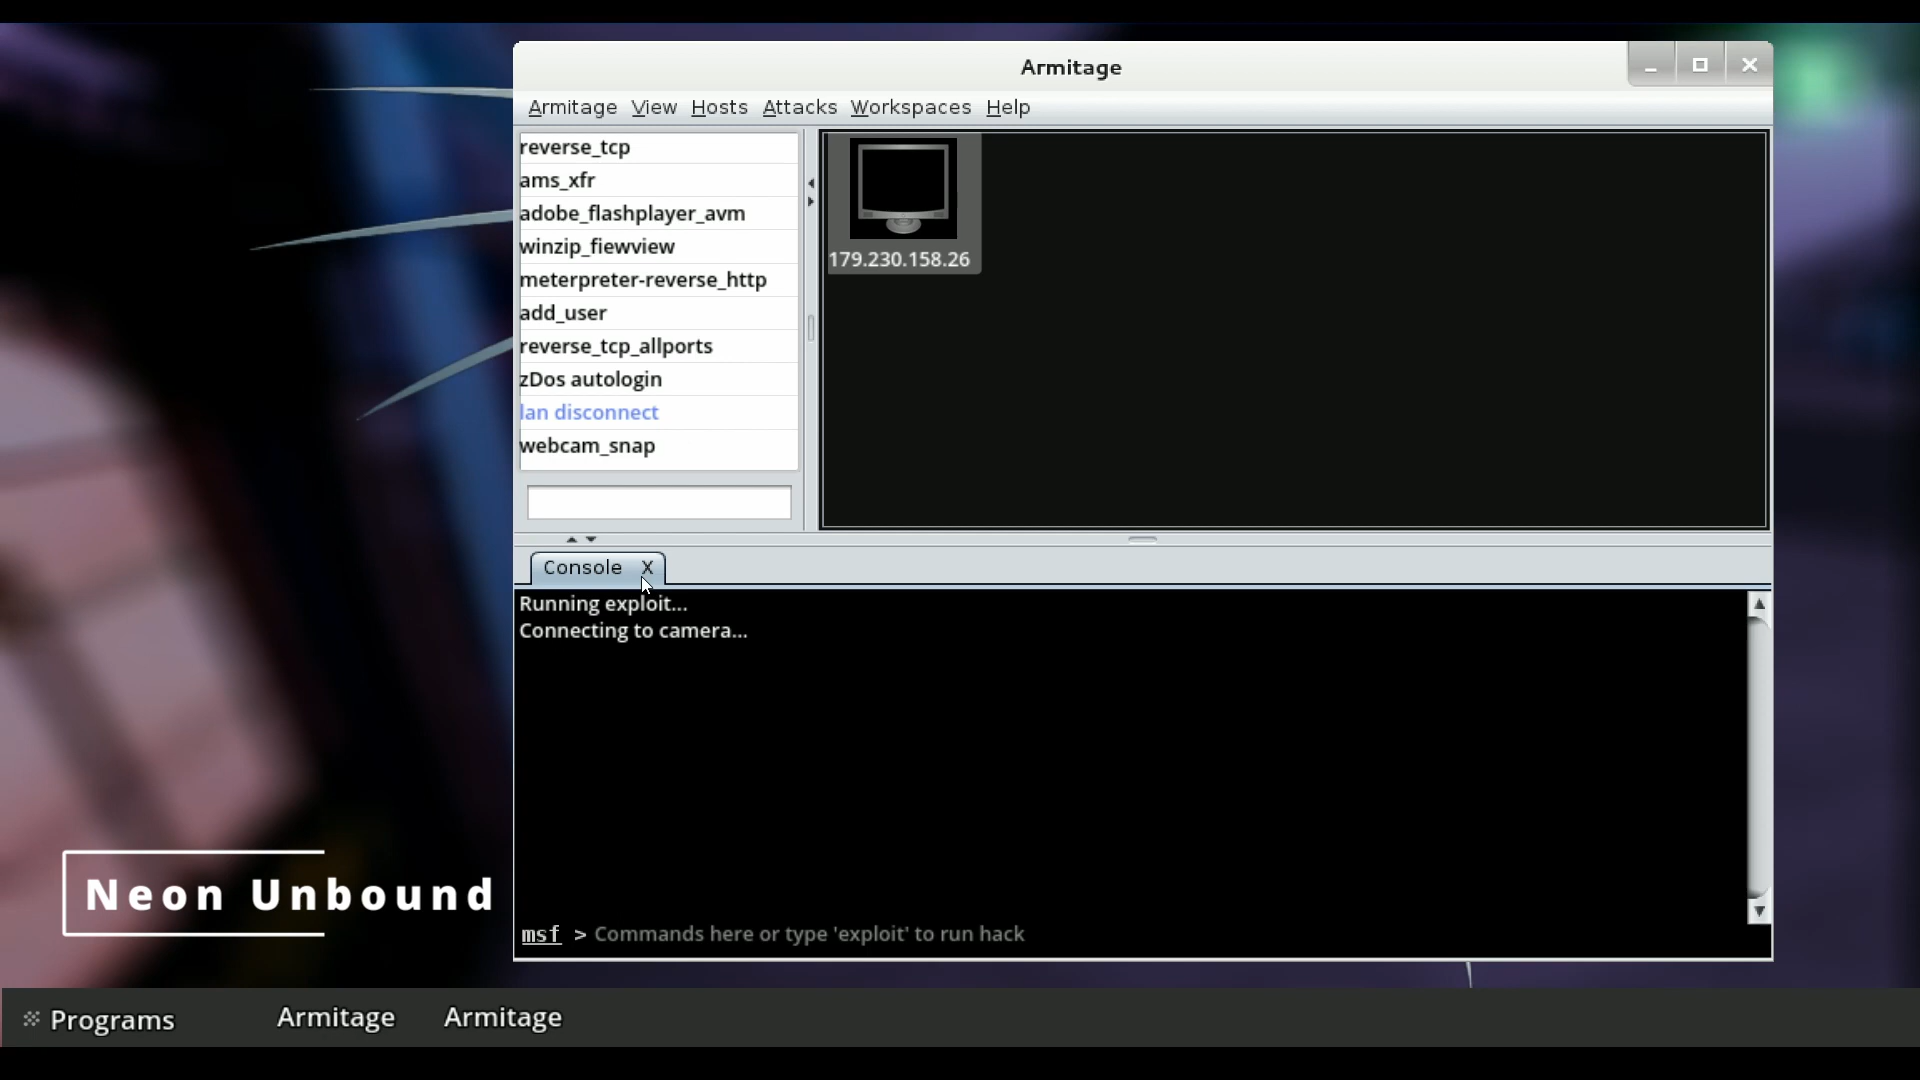 Armitage
Armitage View Hosts Attacks Workspaces Help
reverse_tcp
ams_xfr
adobe_flashplayer_avm
winzip_fiewview
meterpreter-reverse_http
add_user
reverse_tcp_allports
zDos autologin
lan disconnect
webcam_snap
179.230.158.26
Console X
Running exploit...
Connecting to camera...
msf > Commands here or type 'exploit' to run hack
Neon Unbound
Programs Armitage Armitage